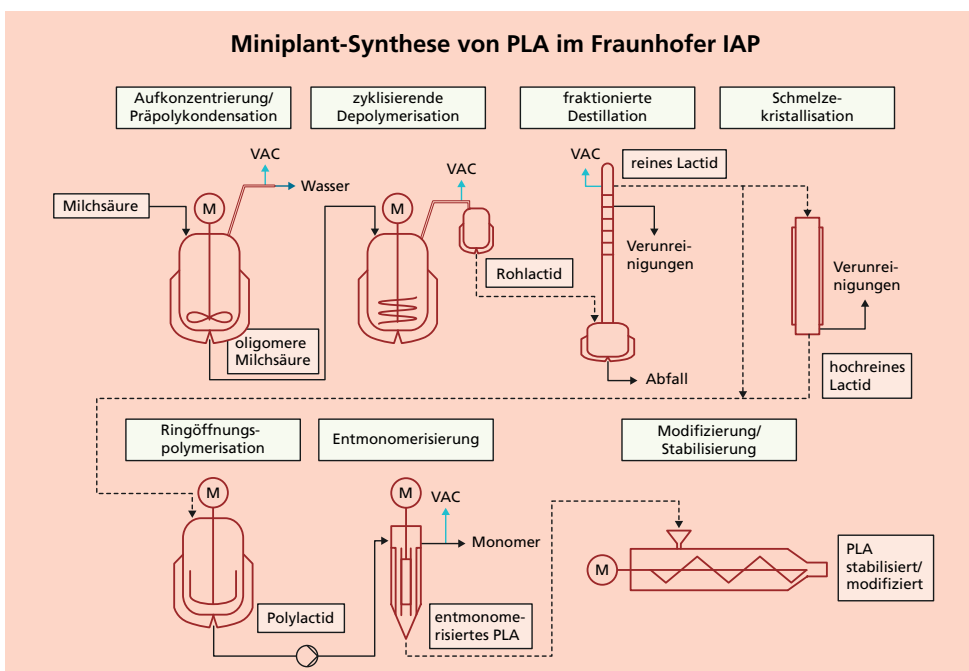 Miniplant-Synthese von PLA im Fraunhofer IAP
Aufkonzentrierung/
Präpolykondensation
zyklisierende
Depolymerisation
fraktionierte
Destillation
Schmelze-
kristallisation
VAC
Wasser
Milchsäure
M
oligomere
Milchsäure
M
VAC
Rohlactid
VAC
reines Lactid
Verunrei-
nigungen
Abfall
Verunrei-
nigungen
hochreines
Lactid
Ringöffnungs-
polymerisation
Entmonomerisierung
Modifizierung/
Stabilisierung
M
Polylactid
M
VAC
Monomer
entmonome-
risiertes PLA
M
PLA
stabilisiert/
modifiziert